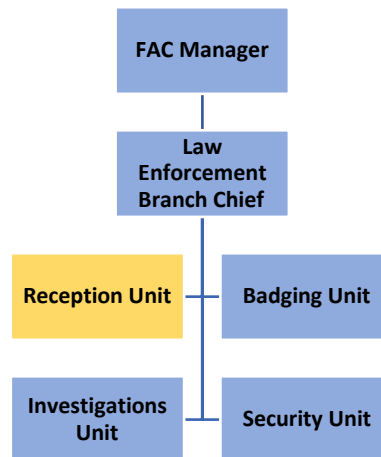 FAC Manager
Law
Enforcement
Branch Chief
Reception Unit
Badging Unit
Investigations
Unit
Security Unit